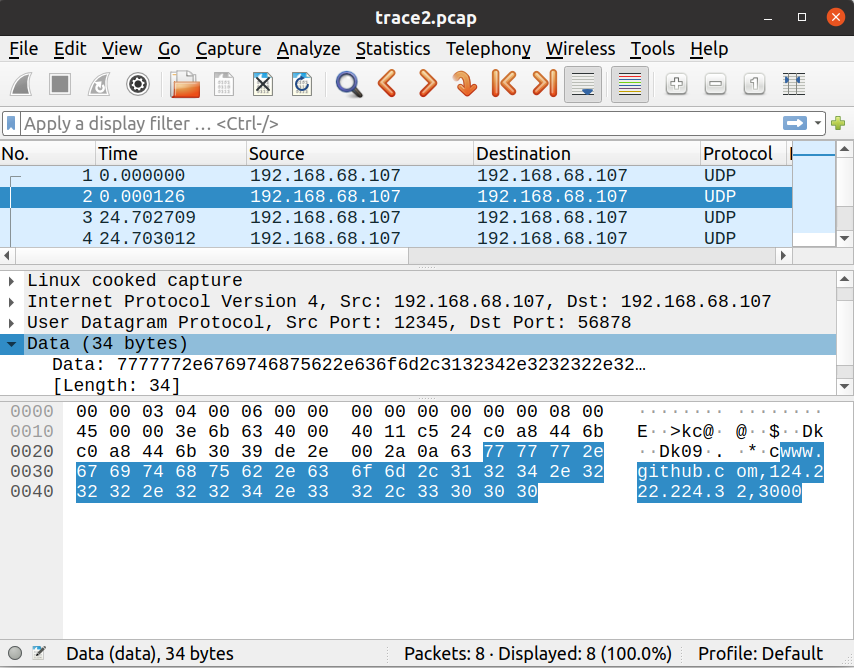 trace2.pcap
File Edit View Go Capture Analyze Statistics Telephony Wireless Tools Help
Apply a display filter … <Ctrl-/>
No. Time Source Destination Protocol
1 0.000000 192.168.68.107 192.168.68.107 UDP
2 0.000126 192.168.68.107 192.168.68.107 UDP
3 24.702709 192.168.68.107 192.168.68.107 UDP
4 24.703012 192.168.68.107 192.168.68.107 UDP
Linux cooked capture
Internet Protocol Version 4, Src: 192.168.68.107, Dst: 192.168.68.107
User Datagram Protocol, Src Port: 12345, Dst Port: 56878
Data (34 bytes)
Data: 7777772e6769746875622e636f6d2c3132342e3232322e32…
[Length: 34]
0000 00 00 03 04 00 06 00 00 00 00 00 00 00 00 08 00 ········ ········
0010 45 00 00 3e 6b 63 40 00 40 11 c5 24 c0 a8 44 6b E··>kc@· @··$··Dk
0020 c0 a8 44 6b 30 39 de 2e 00 2a 0a 63 77 77 77 2e ··Dk09·. ·*·cwww.
0030 67 69 74 68 75 62 2e 63 6f 6d 2c 31 32 34 2e 32 github.c om,124.2
0040 32 32 2e 32 32 34 2e 33 32 2c 33 30 30 30 22.224.3 2,3000
Data (data), 34 bytes Packets: 8 · Displayed: 8 (100.0%) Profile: Default